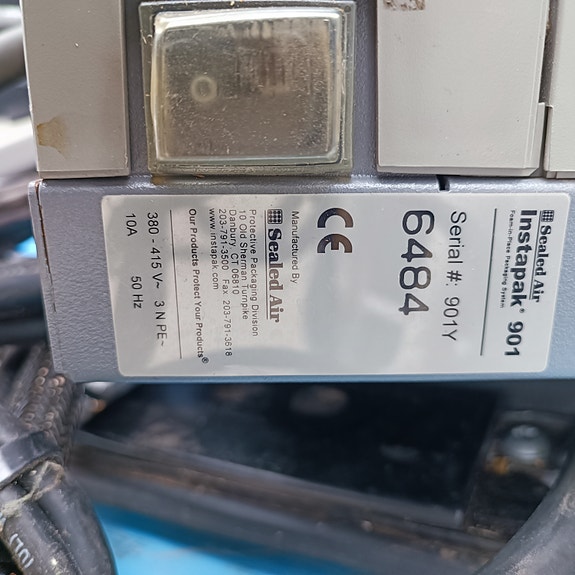 Sealed Air
Instapak® 901
Foam-in-Place Packaging System
Serial #: 901Y
6484
CE
Manufactured By
Sealed Air
Protective Packaging Division
10 Old Sherman Turnpike
Danbury, CT 06810
203-791-3500 Fax 203-791-3618
www.instapak.com
Our Products Protect Your Products®
380 - 415 V~ 3 N PE~
10A 50 Hz